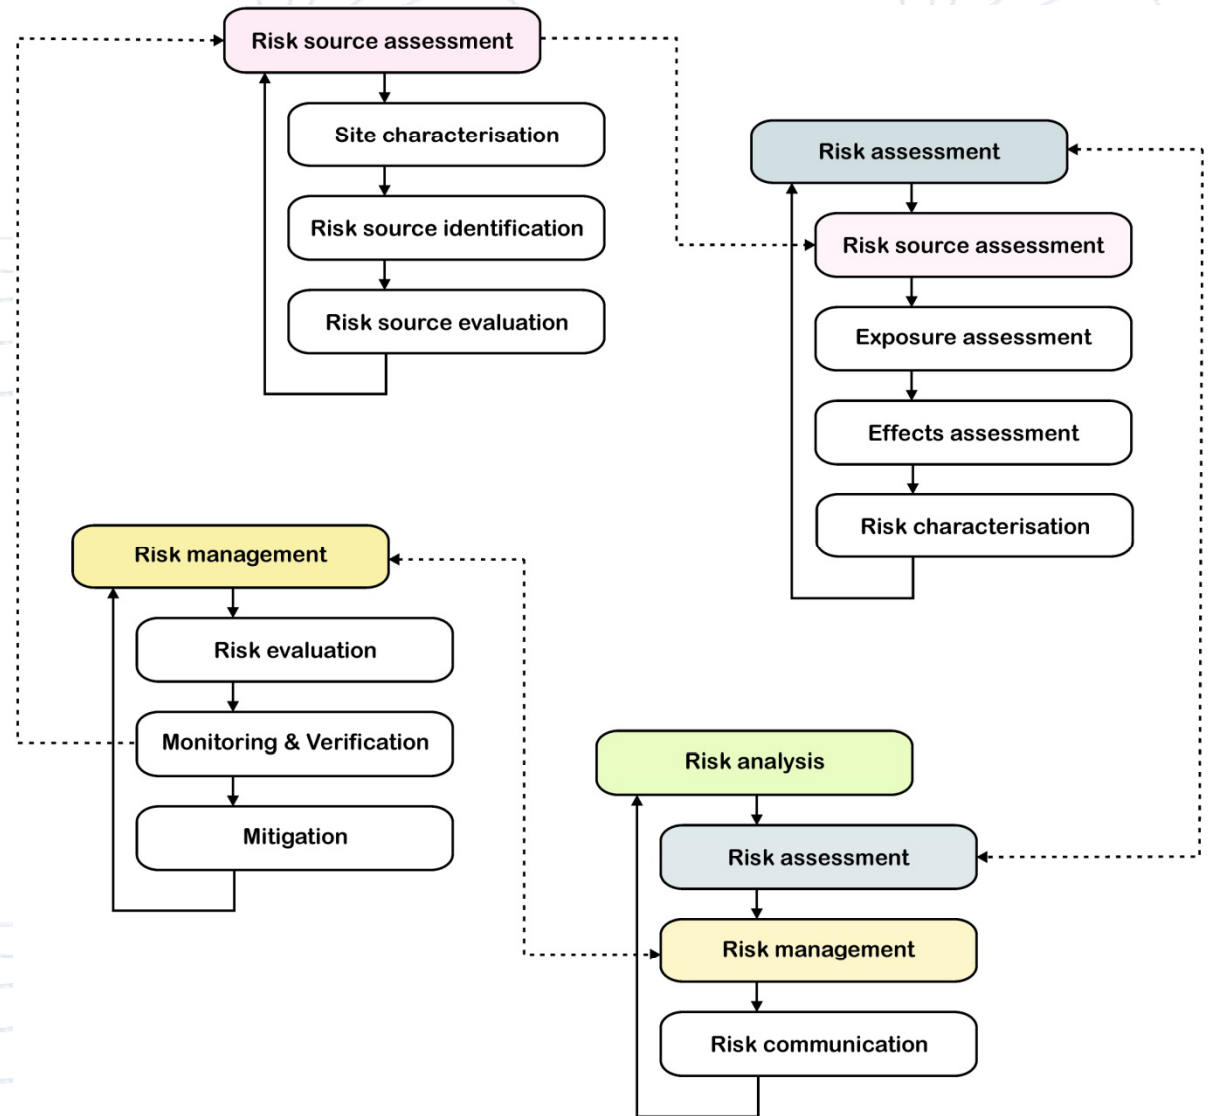 Risk source assessment
Site characterisation
Risk source identification
Risk source evaluation
Risk assessment
Risk source assessment
Exposure assessment
Effects assessment
Risk characterisation
Risk management
Risk evaluation
Monitoring & Verification
Mitigation
Risk analysis
Risk assessment
Risk management
Risk communication